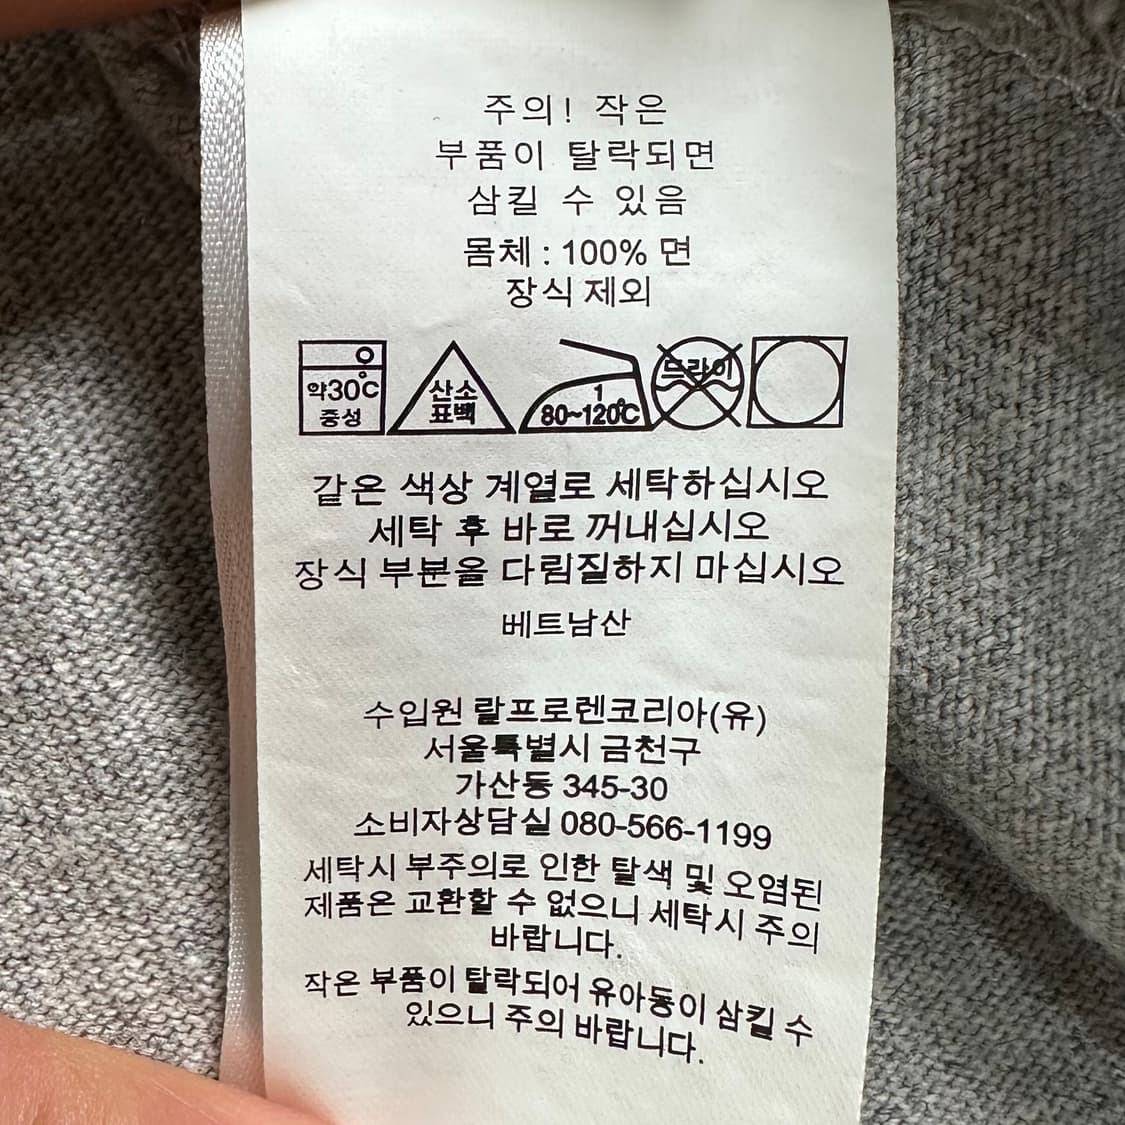 주의! 작은
부품이 탈락되면
삼킬 수 있음
몸체 : 100% 면
장식 제외
약30℃
중성
산소
표백
1
80~120℃
드라이
같은 색상 계열로 세탁하십시오
세탁 후 바로 꺼내십시오
장식 부분을 다림질하지 마십시오
베트남산
수입원 랄프로렌코리아(유)
서울특별시 금천구
가산동 345-30
소비자상담실 080-566-1199
세탁시 부주의로 인한 탈색 및 오염된
제품은 교환할 수 없으니 세탁시 주의
바랍니다.
작은 부품이 탈락되어 유아동이 삼킬 수
있으니 주의 바랍니다.